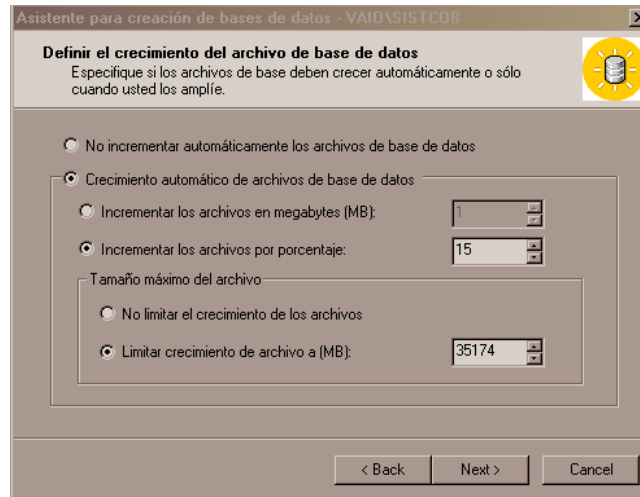 Asistente para creación de bases de datos - VAIO\SISTCOB
Definir el crecimiento del archivo de base de datos
Especifique si los archivos de base deben crecer automáticamente o sólo
cuando usted los amplíe.
No incrementar automáticamente los archivos de base de datos
Crecimiento automático de archivos de base de datos
Incrementar los archivos en megabytes (MB): 1
Incrementar los archivos por porcentaje: 15
Tamaño máximo del archivo
No limitar el crecimiento de los archivos
Limitar crecimiento de archivo a (MB): 35174
< Back Next > Cancel